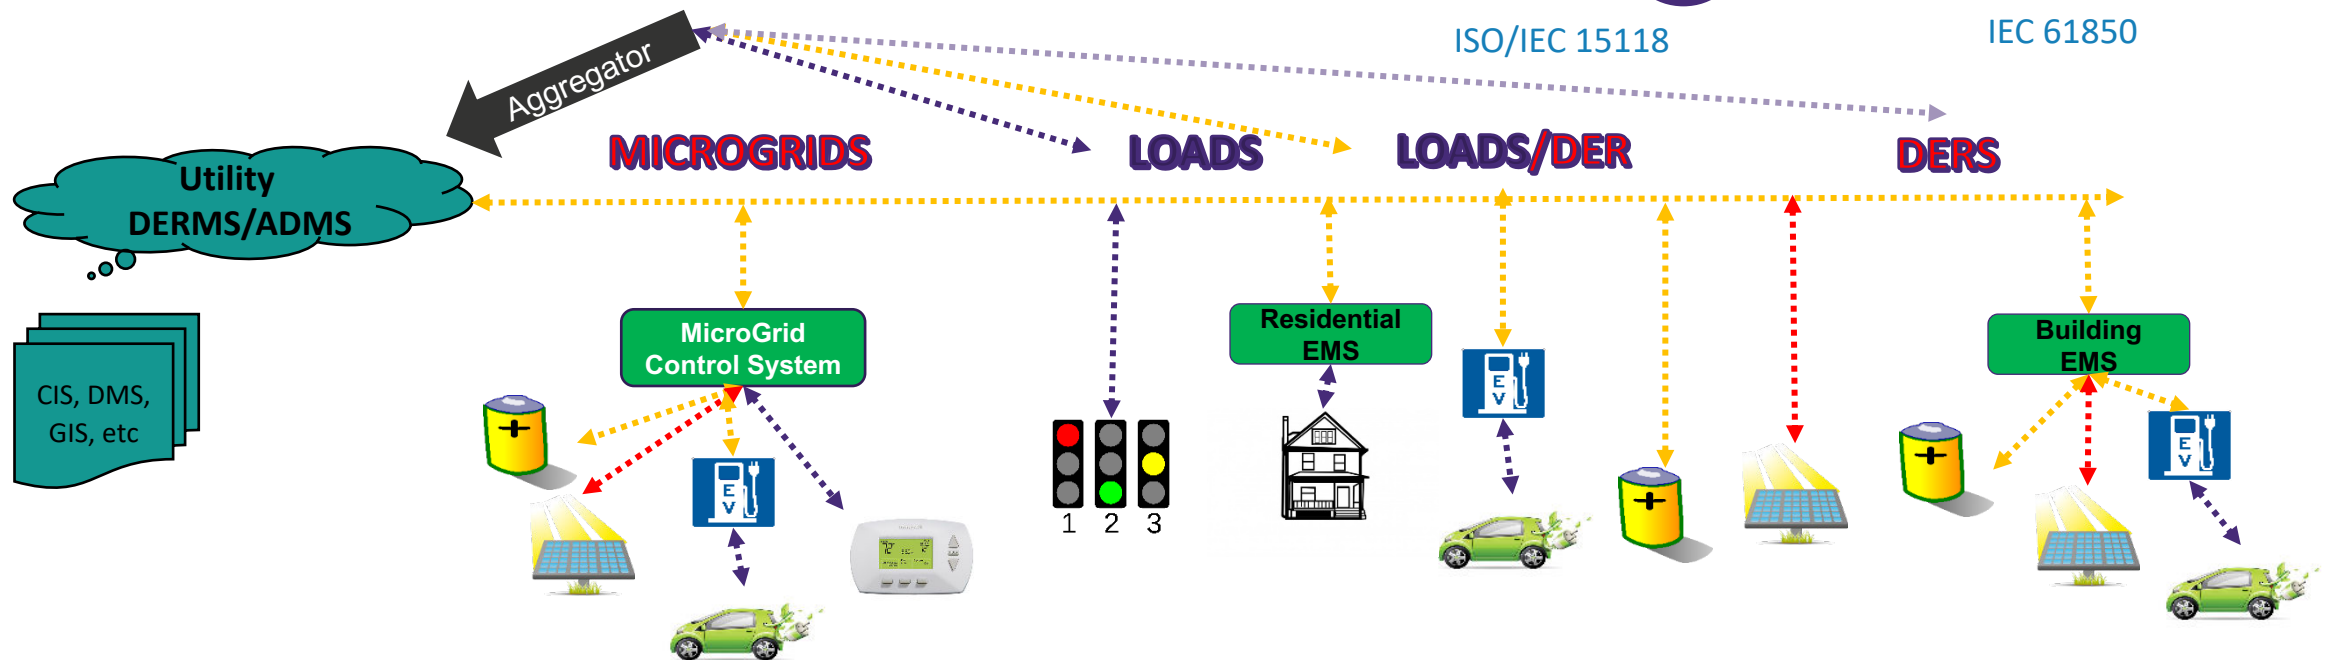 ISO/IEC 15118
IEC 61850
Aggregator
MICROGRIDS
LOADS
LOADS/DER
DERS
Utility
DERMS/ADMS
MicroGrid
Control System
Residential
EMS
Building
EMS
CIS, DMS,
GIS, etc
E
V
E
V
E
V
1 2 3